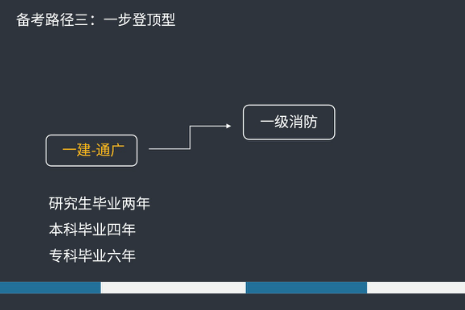 备考路径三：一步登顶型
一级消防
一建-通广
研究生毕业两年
本科毕业四年
专科毕业六年